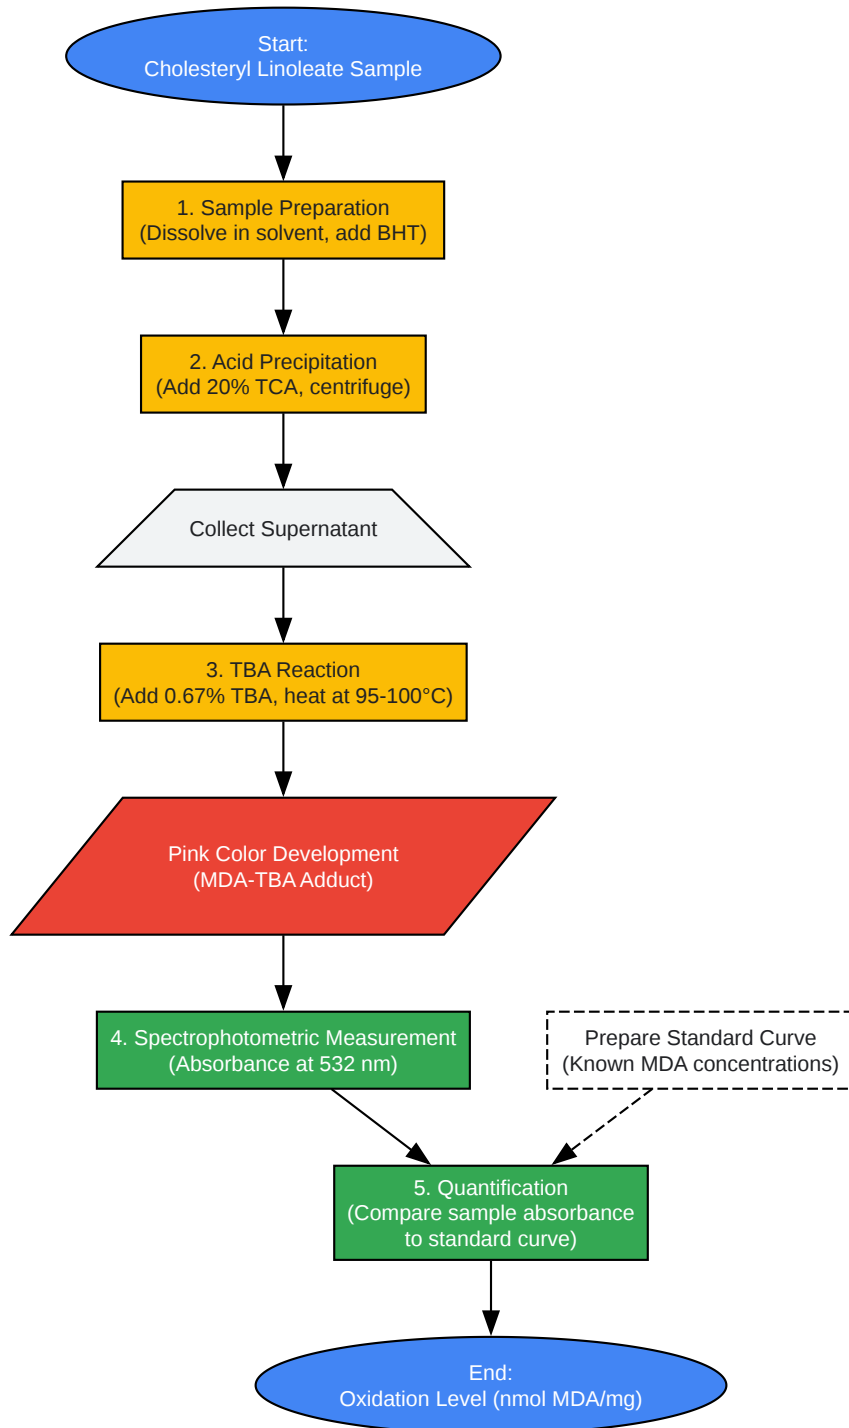 Start:
Cholesteryl Linoleate Sample
1. Sample Preparation
(Dissolve in solvent, add BHT)
2. Acid Precipitation
(Add 20% TCA, centrifuge)
Collect Supernatant
3. TBA Reaction
(Add 0.67% TBA, heat at 95-100°C)
Pink Color Development
(MDA-TBA Adduct)
4. Spectrophotometric Measurement
(Absorbance at 532 nm)
Prepare Standard Curve
(Known MDA concentrations)
5. Quantification
(Compare sample absorbance
to standard curve)
End:
Oxidation Level (nmol MDA/mg)